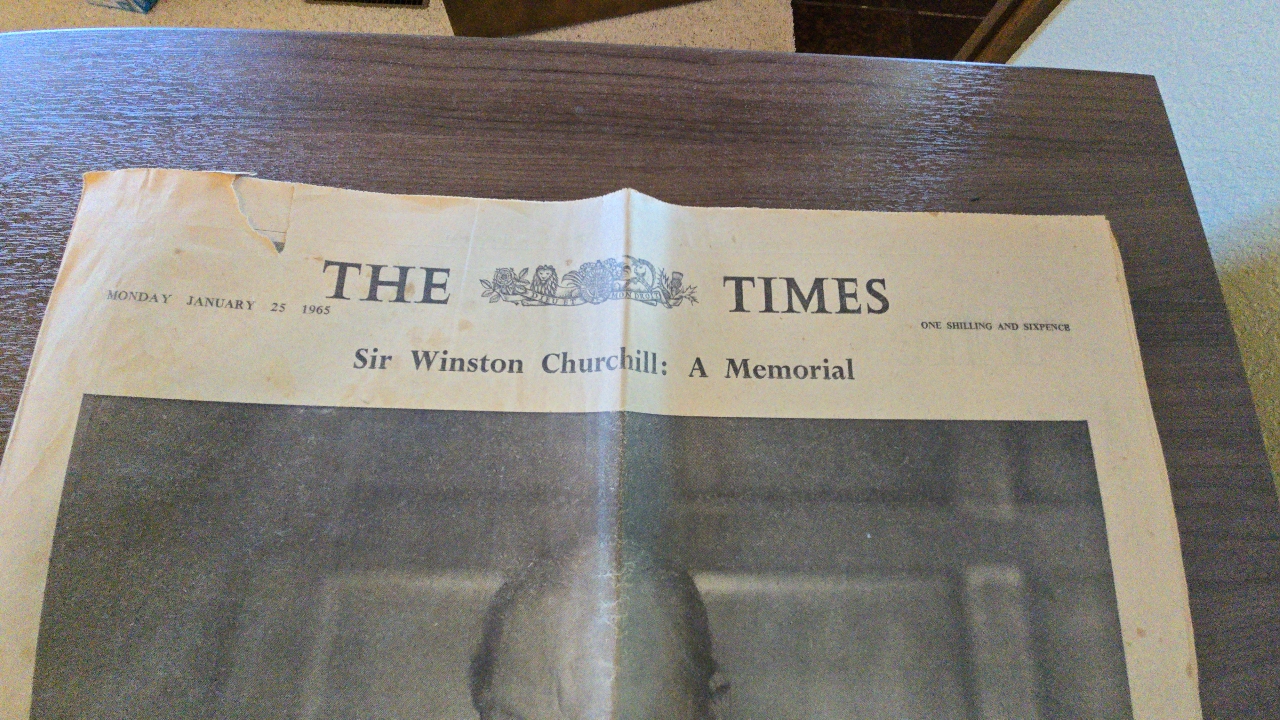 THE TIMES
MONDAY JANUARY 25 1965
ONE SHILLING AND SIXPENCE
Sir Winston Churchill: A Memorial